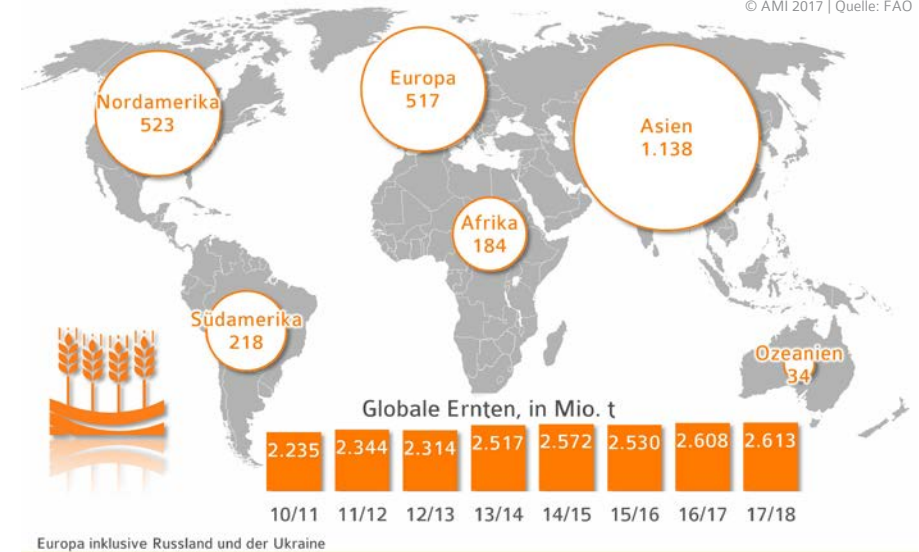 © AMI 2017 | Quelle: FAO
Nordamerika
523
Europa
517
Asien
1.138
Afrika
184
Südamerika
218
Ozeanien
34
Globale Ernten, in Mio. t
2.235 2.344 2.314 2.517 2.572 2.530 2.608 2.613
10/11 11/12 12/13 13/14 14/15 15/16 16/17 17/18
Europa inklusive Russland und der Ukraine